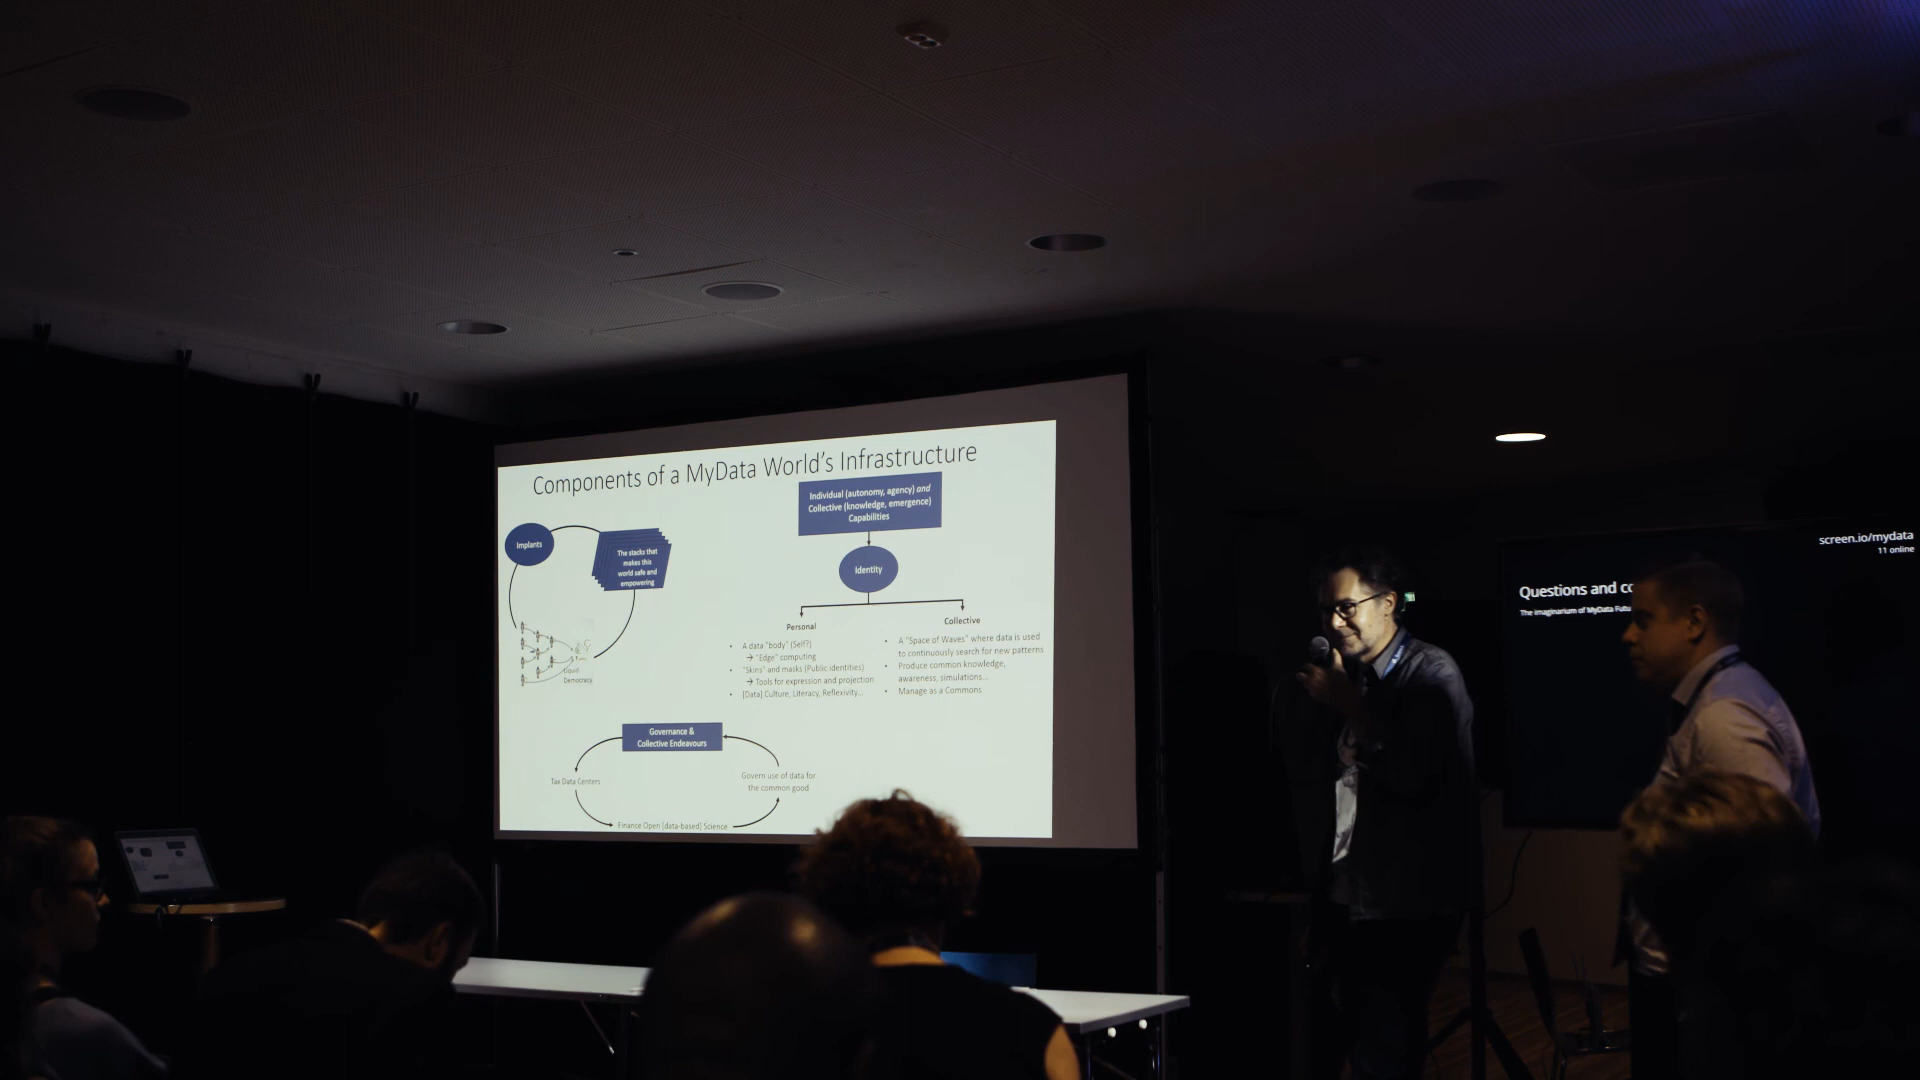 Components of a MyData World's Infrastructure
Implants
The stacks that
makes this
world safe and
empowering
Liquid
Democracy
Individual (autonomy, agency) and
Collective (knowledge, emergence)
Capabilities
Identity
Personal
• A data "body" (Self?)
→ "Edge" computing
• "Skins" and masks (Public identities)
→ Tools for expression and projection
• [Data] Culture, Literacy, Reflexivity...
Collective
• A "Space of Waves" where data is used
to continuously search for new patterns
• Produce common knowledge,
awareness, simulations...
• Manage as a Commons
Governance &
Collective Endeavours
Tax Data Centers
Govern use of data for
the common good
Finance Open [data-based] Science
screen.io/mydata
11 online
Questions and
The imaginarium of MyData